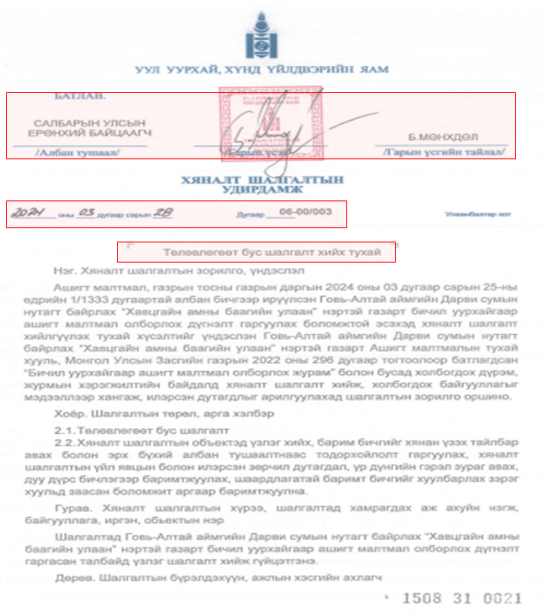 УУЛ УУРХАЙ, ХҮНД ҮЙЛДВЭРИЙН ЯАМ
БАТЛАВ.
САЛБАРЫН УЛСЫН
ЕРӨНХИЙ БАЙЦААГЧ
Б.МӨНХДӨЛ
/Албан тушаал/ /Гарын үсэг/ /Гарын үсгийн тайлал/
ХЯНАЛТ ШАЛГАЛТЫН
УДИРДАМЖ
2024 оны 03 дугаар сарын 28 Дугаар 06-00/003 Улаанбаатар хот
Төлөвлөгөөт бус шалгалт хийх тухай
Нэг. Хяналт шалгалтын зорилго, үндэслэл
Ашигт малтмал, газрын тосны газрын даргын 2024 оны 03 дугаар сарын 25-ны
өдрийн 1/1333 дугаартай албан бичгээр ирүүлсэн Говь-Алтай аймгийн Дарви сумын
нутагт байрлах "Хавцгайн амны баагийн улаан" нэртэй газарт бичил уурхайгаар
ашигт малтмал олборлох дүгнэлт гаргуулах боломжтой эсэхэд хяналт шалгалт
хийлгүүлэх тухай хүсэлтийг үндэслэн Говь-Алтай аймгийн Дарви сумын нутагт
байрлах "Хавцгайн амны баагийн улаан" нэртэй газарт Ашигт малтмалын тухай
хууль, Монгол Улсын Засгийн газрын 2022 оны 296 дугаар тогтоолоор батлагдсан
"Бичил уурхайгаар ашигт малтмал олборлох журам" болон бусад холбогдох дүрэм,
журмын хэрэгжилтийн байдалд хяналт шалгалт хийж, холбогдох байгууллагыг
мэдээллээр хангаж, илэрсэн дутагдлыг арилгуулахад шалгалтын зорилго оршино.
Хоёр. Шалгалтын төрөл, арга хэлбэр
2.1. Төлөвлөгөөт бус шалгалт
2.2. Хяналт шалгалтын объектэд үзлэг хийх, баримт бичгийг хянан үзэх тайлбар
авах болон эрх бүхий албан тушаалтнаас тодорхойлолт гаргуулах, хяналт
шалгалтын үйл явцын болон илэрсэн зөрчил дутагдал, үр дүнгийн гэрэл зураг авах,
дуу дүрс бичлэгээр баримтжуулах, шаардлагатай баримт бичгийг хуулбарлах зэрэг
хуульд заасан боломжит аргаар баримтжуулна.
Гурав. Хяналт шалгалтын хүрээ, шалгалтад хамрагдах аж ахуйн нэгж,
байгууллага, иргэн, обьектын нэр
Шалгалтад Говь-Алтай аймгийн Дарви сумын нутагт байрлах "Хавцгайн амны
баагийн улаан" нэртэй газарт бичил уурхайгаар ашигт малтмал олборлох дүгнэлт
гаргасан талбайд үзлэг шалгалт хийж гүйцэтгэнэ.
Дөрөв. Шалгалтын бүрэлдэхүүн, ажлын хэсгийн ахлагч
1508 31 0021